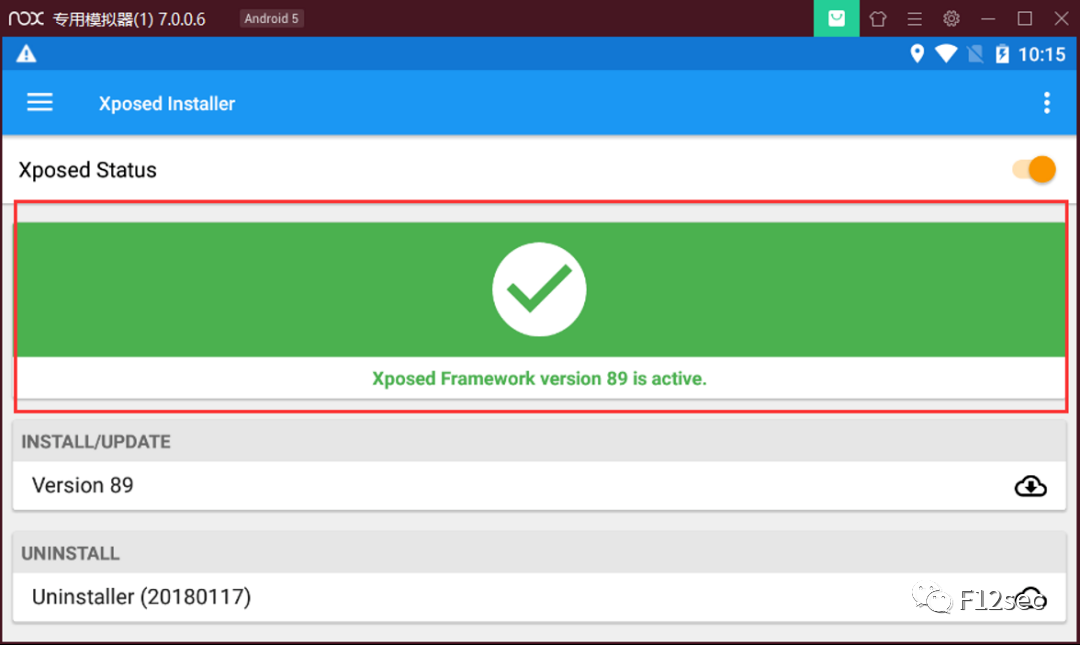 nox 专用模拟器(1) 7.0.0.6 Android 5
10:15
Xposed Installer
Xposed Status
Xposed Framework version 89 is active.
INSTALL/UPDATE
Version 89
UNINSTALL
Uninstaller (20180117)
F12sec